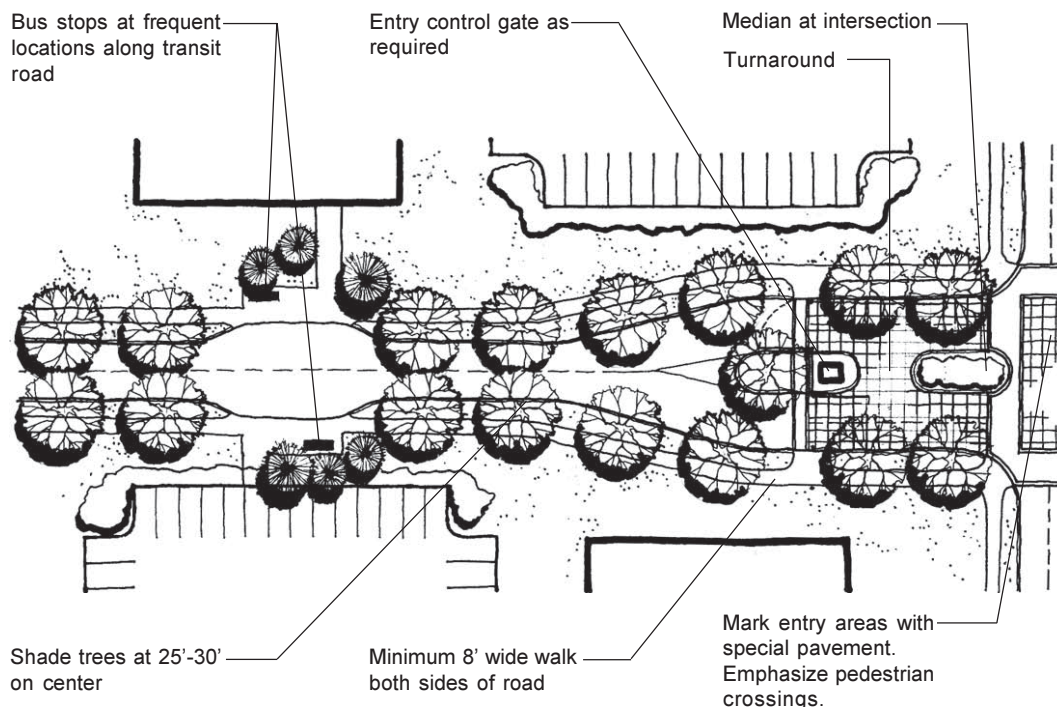 Bus stops at frequent
locations along transit
road
Entry control gate as
required
Median at intersection
Turnaround
Shade trees at 25'-30'
on center
Minimum 8' wide walk
both sides of road
Mark entry areas with
special pavement.
Emphasize pedestrian
crossings.